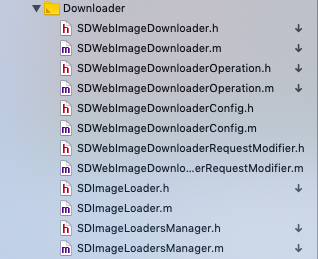 Downloader
h SDWebImageDownloader.h
m SDWebImageDownloader.m
h SDWebImageDownloaderOperation.h
m SDWebImageDownloaderOperation.m
h SDWebImageDownloaderConfig.h
m SDWebImageDownloaderConfig.m
h SDWebImageDownloaderRequestModifier.h
m SDWebImageDownlo...erRequestModifier.m
h SDImageLoader.h
m SDImageLoader.m
h SDImageLoadersManager.h
m SDImageLoadersManager.m